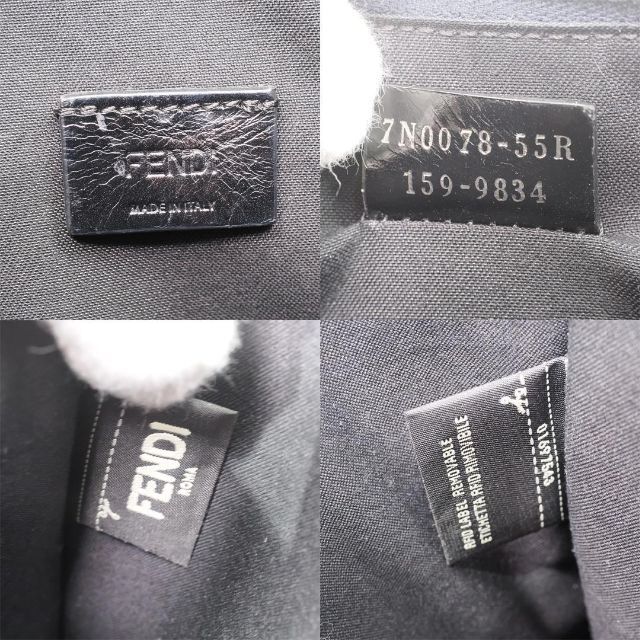 FENDI
MADE IN ITALY
7N0078-55R
159-9834
FENDI
ROMA
RFID LABEL REMOVABLE
ETICHETTA RFID RIMOVIBILE